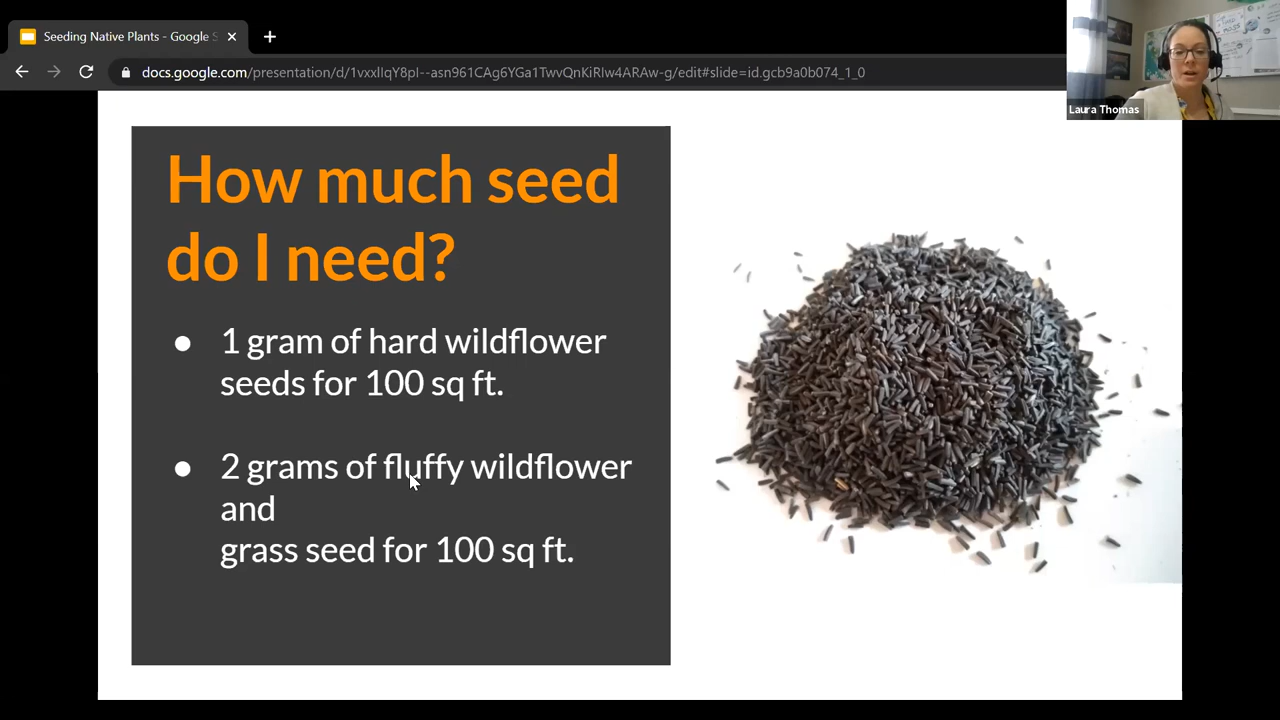 Seeding Native Plants - Google S
docs.google.com/presentation/d/1vxxlIqY8pI--asn961CAg6YGa1TwvQnKiRIw4ARAw-g/edit#slide=id.gcb9a0b074_1_0
Laura Thomas
How much seed
do I need?
● 1 gram of hard wildflower
seeds for 100 sq ft.
● 2 grams of fluffy wildflower
and
grass seed for 100 sq ft.